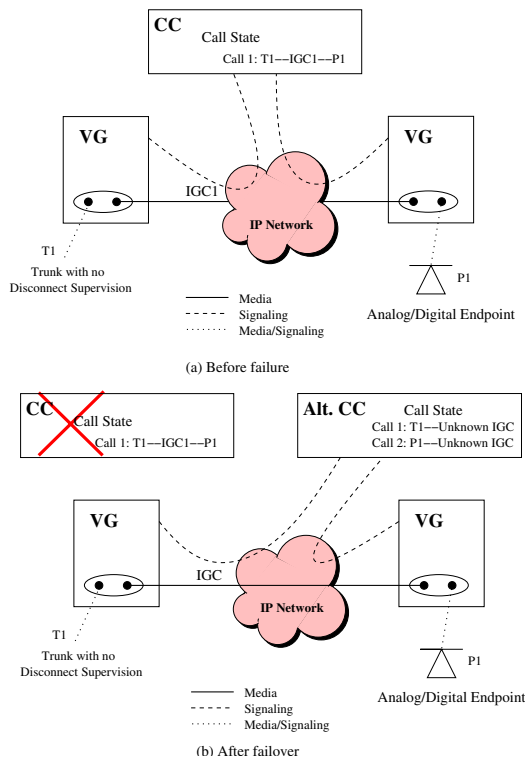 CC
Call State
Call 1: T1−−IGC1−−P1
VG
VG
IGC1
IP Network
T1
Trunk with no
Disconnect Supervision
P1
Analog/Digital Endpoint
Media
Signaling
Media/Signaling
(a) Before failure
CC
Call State
Call 1: T1−−IGC1−−P1
Alt. CC
Call State
Call 1: T1−−Unknown IGC
Call 2: P1−−Unknown IGC
VG
VG
IGC
IP Network
T1
Trunk with no
Disconnect Supervision
P1
Analog/Digital Endpoint
Media
Signaling
Media/Signaling
(b) After failover